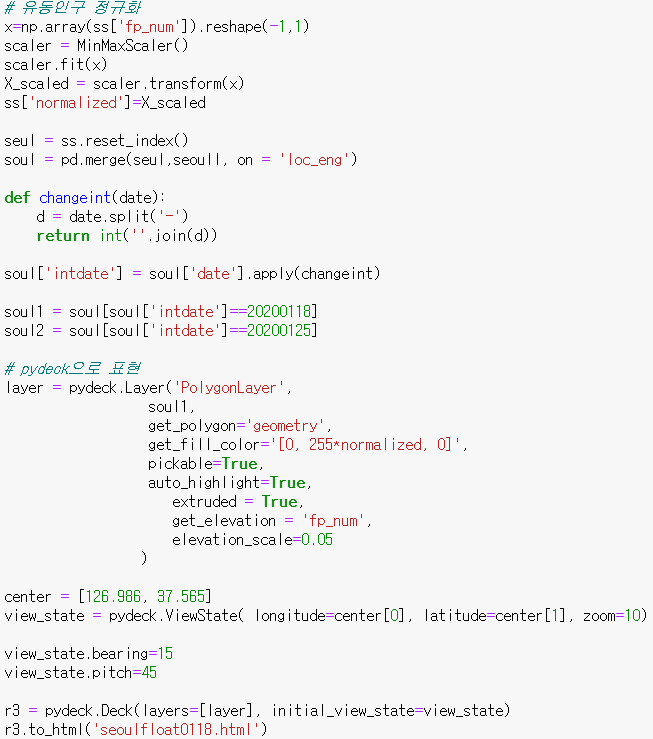 # 유동인구 정규화
x=np.array(ss['fp_num']).reshape(-1,1)
scaler = MinMaxScaler()
scaler.fit(x)
X_scaled = scaler.transform(x)
ss['normalized']=X_scaled

seul = ss.reset_index()
soul = pd.merge(seul,seoull, on = 'loc_eng')

def changeint(date):
    d = date.split('-')
    return int(''.join(d))

soul['intdate'] = soul['date'].apply(changeint)

soul1 = soul[soul['intdate']==20200118]
soul2 = soul[soul['intdate']==20200125]

# pydeck으로 표현
layer = pydeck.Layer('PolygonLayer',
                  soul1,
                  get_polygon='geometry',
                  get_fill_color='[0, 255*normalized, 0]',
                  pickable=True,
                  auto_highlight=True,
                     extruded = True,
                     get_elevation = 'fp_num',
                     elevation_scale=0.05
                 )

center = [126.986, 37.565]
view_state = pydeck.ViewState( longitude=center[0], latitude=center[1], zoom=10)

view_state.bearing=15
view_state.pitch=45

r3 = pydeck.Deck(layers=[layer], initial_view_state=view_state)
r3.to_html('seoulfloat0118.html')